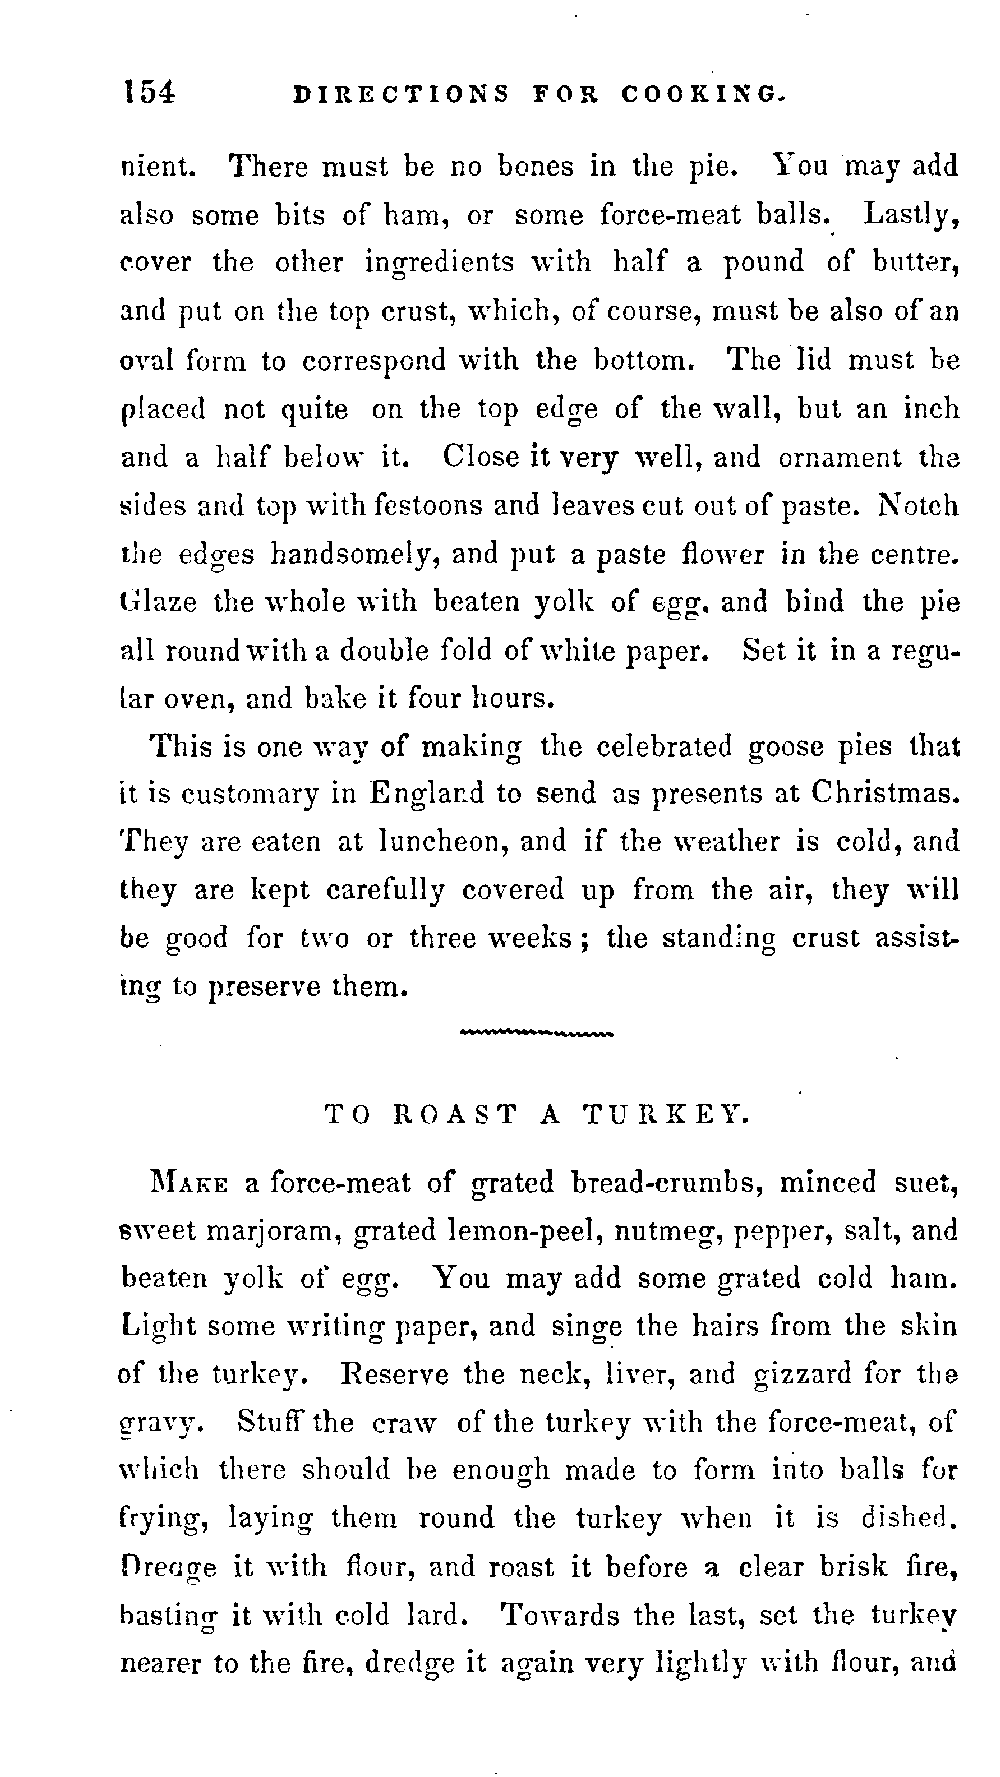 154 DIRECTIONS FOR COOKING.
nient. There must be no bones in the pie. You may add
also some bits of ham, or some force-meat balls. Lastly,
cover the other ingredients with half a pound of butter,
and put on the top crust, which, of course, must be also of an
oval form to correspond with the bottom. The lid must be
placed not quite on the top edge of the wall, but an inch
and a half below it. Close it very well, and ornament the
sides and top with festoons and leaves cut out of paste. Notch
the edges handsomely, and put a paste flower in the centre.
Glaze the whole with beaten yolk of egg, and bind the pie
all round with a double fold of white paper. Set it in a regu-
lar oven, and bake it four hours.
This is one way of making the celebrated goose pies that
it is customary in England to send as presents at Christmas.
They are eaten at luncheon, and if the weather is cold, and
they are kept carefully covered up from the air, they will
be good for two or three weeks; the standing crust assist-
ing to preserve them.
TO ROAST A TURKEY.
MAKE a force-meat of grated bread-crumbs, minced suet,
sweet marjoram, grated lemon-peel, nutmeg, pepper, salt, and
beaten yolk of egg. You may add some grated cold ham.
Light some writing paper, and singe the hairs from the skin
of the turkey. Reserve the neck, liver, and gizzard for the
gravy. Stuff the craw of the turkey with the force-meat, of
which there should be enough made to form into balls for
frying, laying them round the turkey when it is dished.
Dredge it with flour, and roast it before a clear brisk fire,
basting it with cold lard. Towards the last, set the turkey
nearer to the fire, dredge it again very lightly with flour, and